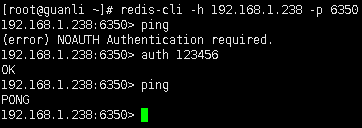 [root@quanli ~]# redis-cli -h 192.168.1.238 -p 6350
192.168.1.238:6350> ping
(error) NOAUTH Authentication required.
192.168.1.238:6350> auth 123456
OK
192.168.1.238:6350> ping
PONG
192.168.1.238:6350>